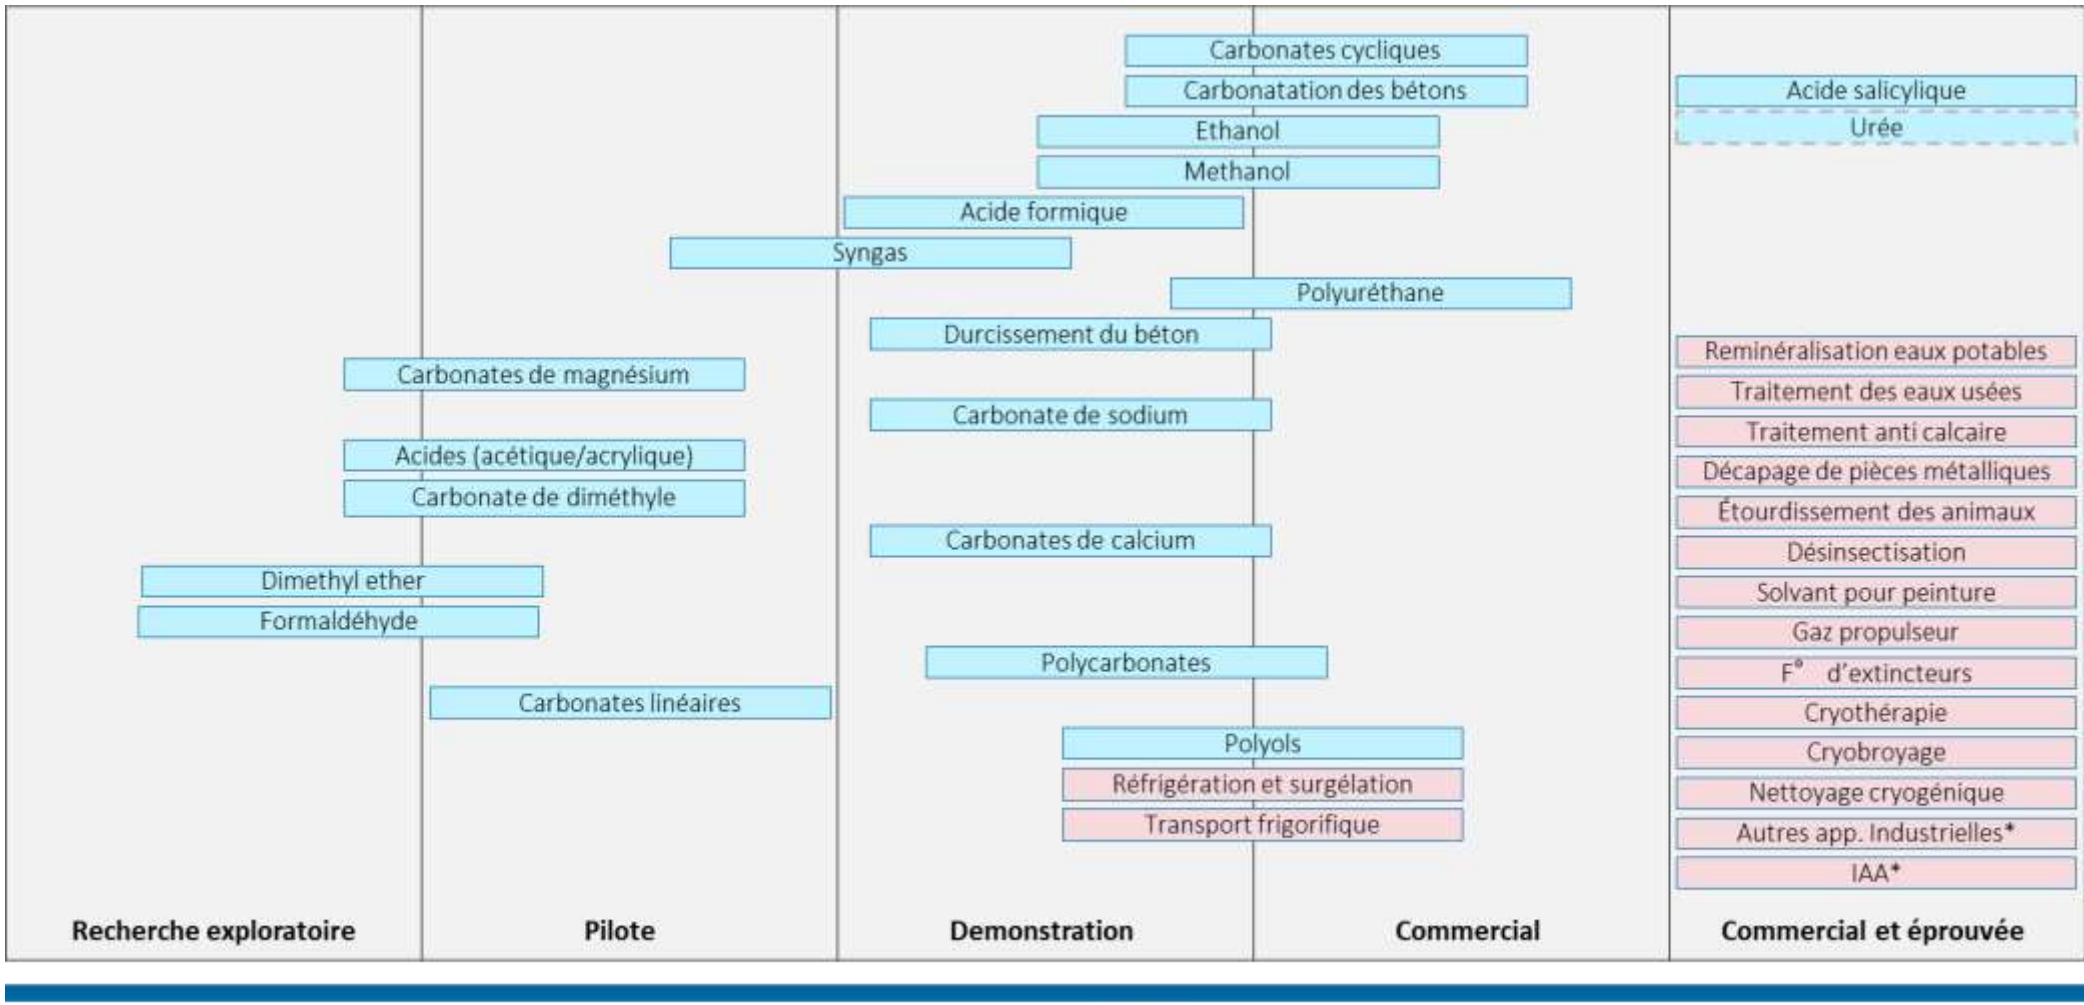 Carbonates cycliques
Carbonatation des bétons
Acide salicylique
Ethanol
Urée
Methanol
Acide formique
Syngas
Polyuréthane
Durcissement du béton
Reminéralisation eaux potables
Carbonates de magnésium
Traitement des eaux usées
Carbonate de sodium
Traitement anti calcaire
Acides (acétique/acrylique)
Décapage de pièces métalliques
Carbonate de diméthyle
Étourdissement des animaux
Carbonates de calcium
Désinsectisation
Dimethyl ether
Solvant pour peinture
Formaldéhyde
Gaz propulseur
Polycarbonates
F° d’extincteurs
Carbonates linéaires
Cryothérapie
Polyols
Cryobroyage
Réfrigération et surgélation
Nettoyage cryogénique
Transport frigorifique
Autres app. Industrielles*
IAA*
Recherche exploratoire
Pilote
Demonstration
Commercial
Commercial et éprouvée